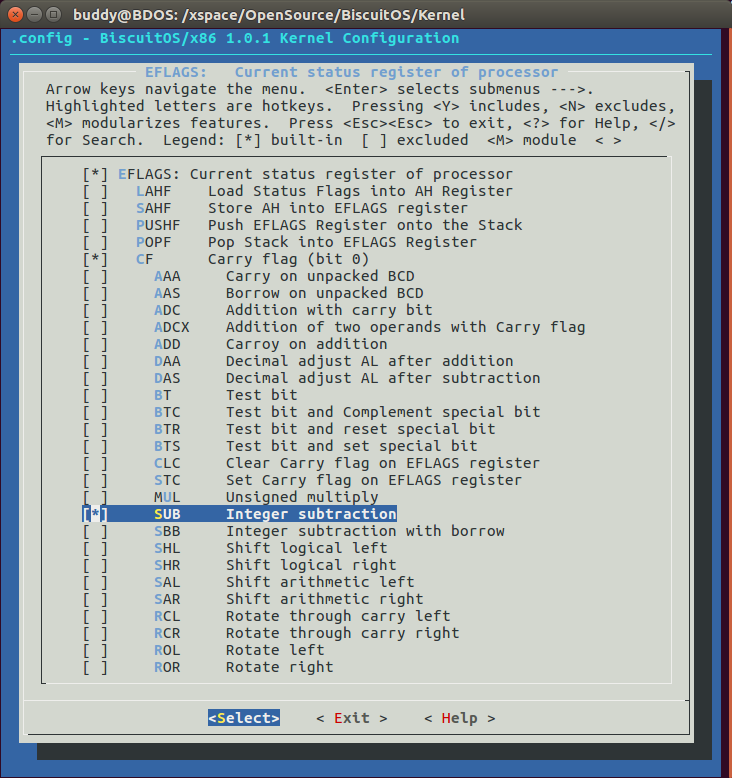 buddy@BDOS: /xspace/OpenSource/BiscuitOS/Kernel
.config - BiscuitOS/x86 1.0.1 Kernel Configuration
EFLAGS: Current status register of processor
Arrow keys navigate the menu. <Enter> selects submenus --->.
Highlighted letters are hotkeys. Pressing <Y> includes, <N> excludes,
<M> modularizes features. Press <Esc><Esc> to exit, <?> for Help, </>
for Search. Legend: [*] built-in [ ] excluded <M> module < >
[*] EFLAGS: Current status register of processor
[ ] LAHF Load Status Flags into AH Register
[ ] SAHF Store AH into EFLAGS register
[ ] PUSHF Push EFLAGS Register onto the Stack
[ ] POPF Pop Stack into EFLAGS Register
[*] CF Carry flag (bit 0)
[ ] AAA Carry on unpacked BCD
[ ] AAS Borrow on unpacked BCD
[ ] ADC Addition with carry bit
[ ] ADCX Addition of two operands with Carry flag
[ ] ADD Carroy on addition
[ ] DAA Decimal adjust AL after addition
[ ] DAS Decimal adjust AL after subtraction
[ ] BT Test bit
[ ] BTC Test bit and Complement special bit
[ ] BTR Test bit and reset special bit
[ ] BTS Test bit and set special bit
[ ] CLC Clear Carry flag on EFLAGS register
[ ] STC Set Carry flag on EFLAGS register
[ ] MUL Unsigned multiply
[*] SUB Integer subtraction
[ ] SBB Integer subtraction with borrow
[ ] SHL Shift logical left
[ ] SHR Shift logical right
[ ] SAL Shift arithmetic left
[ ] SAR Shift arithmetic right
[ ] RCL Rotate through carry left
[ ] RCR Rotate through carry right
[ ] ROL Rotate left
[ ] ROR Rotate right
<Select> < Exit > < Help >